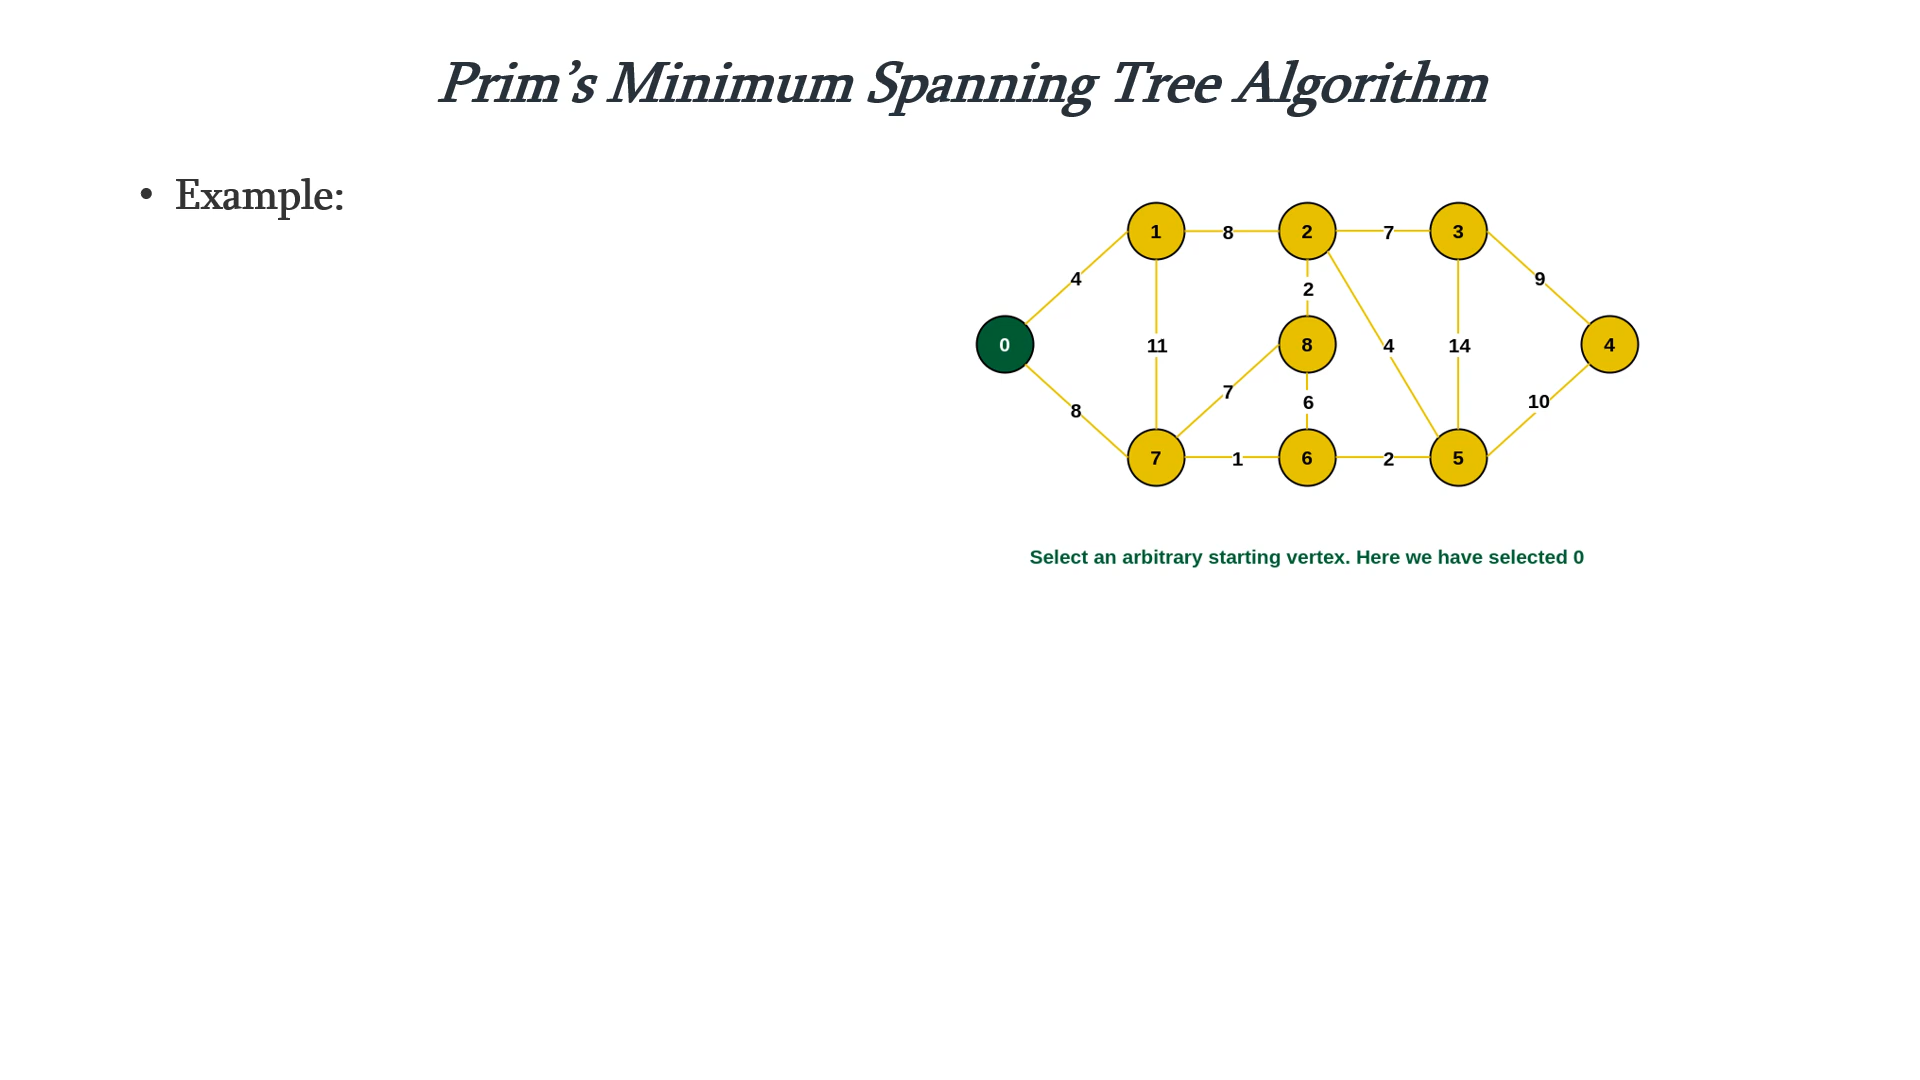 Prim’s Minimum Spanning Tree Algorithm
• Example:
1 8 2 7 3
4 2 9
0 11 8 4 14 4
8 7 6 10
7 1 6 2 5
Select an arbitrary starting vertex. Here we have selected 0